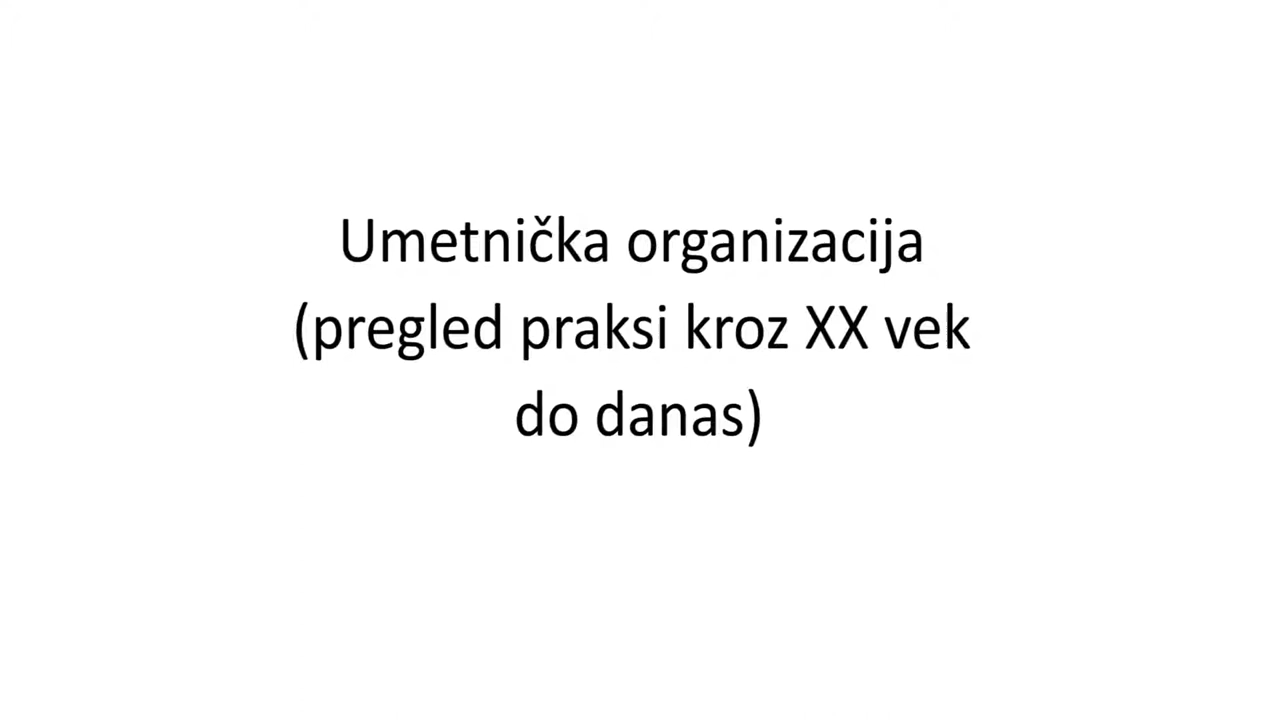 Umetnička organizacija
(pregled praksi kroz XX vek
do danas)